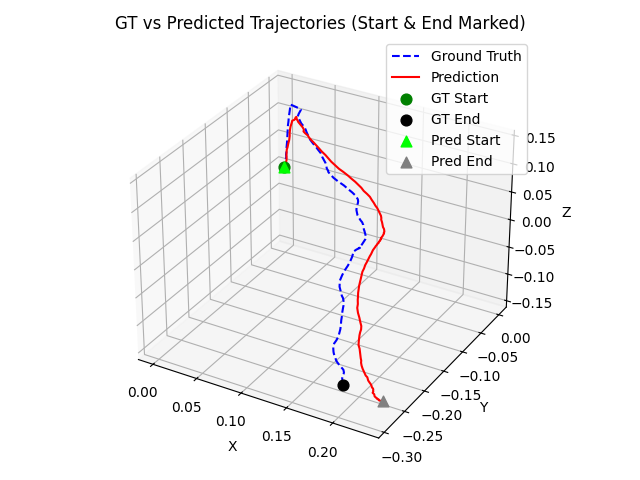 GT vs Predicted Trajectories (Start & End Marked)
Ground Truth
Prediction
GT Start
GT End
Pred Start
Pred End
0.15
0.10
0.05
0.00
−0.05
−0.10
−0.15
Z
0.00
−0.05
−0.10
−0.15
−0.20
−0.25
−0.30
Y
0.00
0.05
0.10
0.15
0.20
X